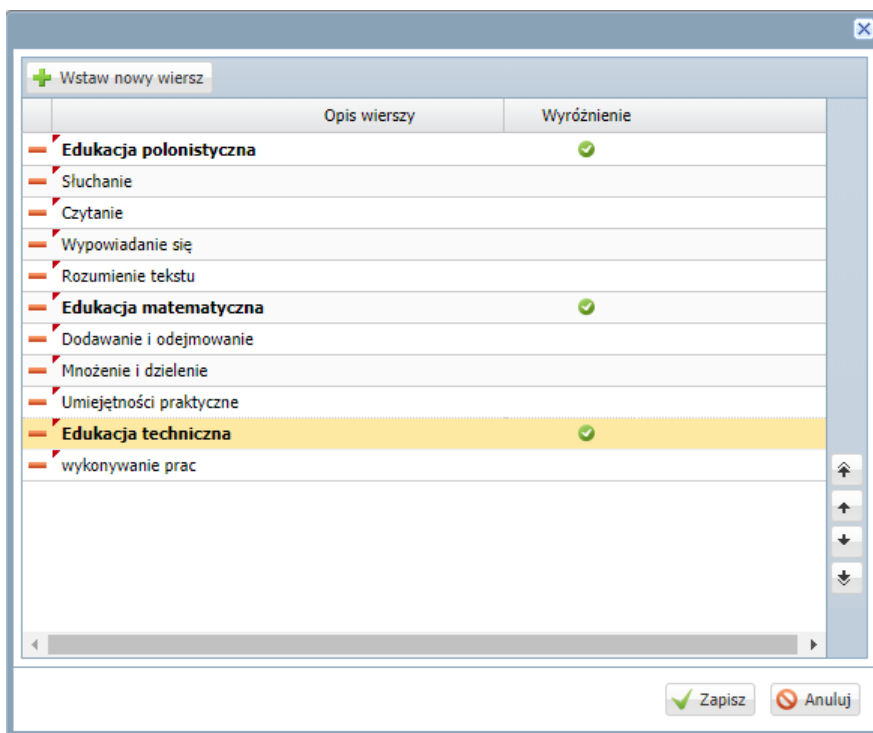 Wstaw nowy wiersz
Opis wierszy Wyróżnienie
Edukacja polonistyczna
Słuchanie
Czytanie
Wypowiadanie się
Rozumienie tekstu
Edukacja matematyczna
Dodawanie i odejmowanie
Mnożenie i dzielenie
Umiejętności praktyczne
Edukacja techniczna
wykonywanie prac
Zapisz Anuluj